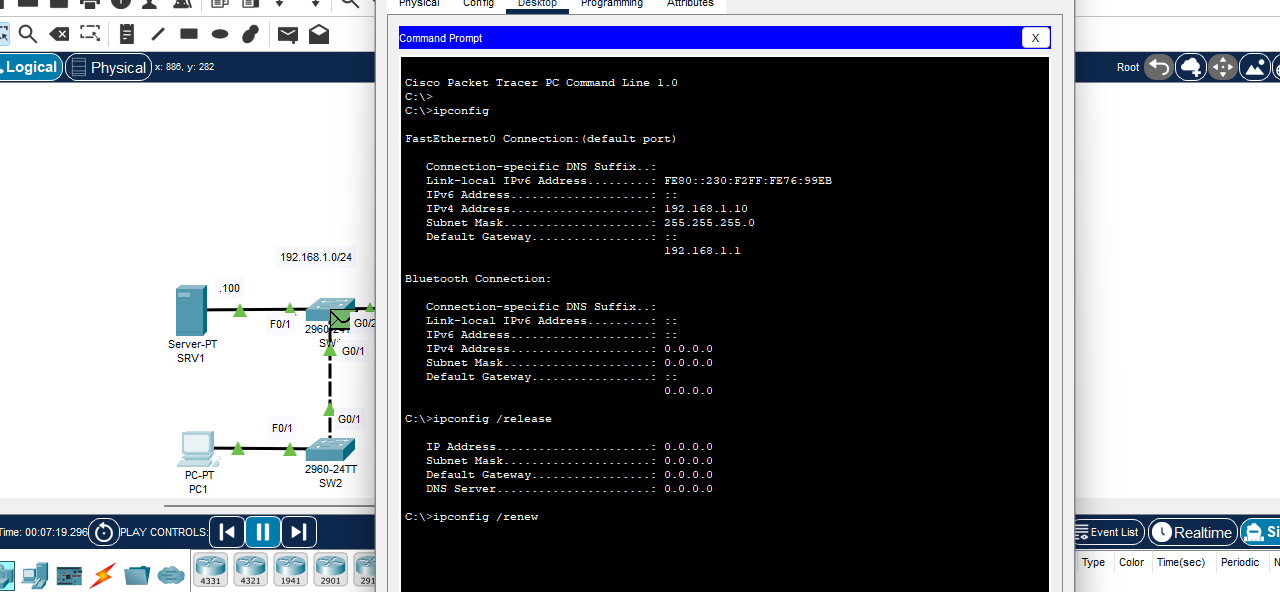 Physical Config Desktop Programming Attributes
Command Prompt X
Logical Physical x: 886, y: 282 Root
Cisco Packet Tracer PC Command Line 1.0
C:\>
C:\>ipconfig
FastEthernet0 Connection:(default port)
Connection-specific DNS Suffix..:
Link-local IPv6 Address.........: FE80::230:F2FF:FE76:99EB
IPv6 Address....................: ::
IPv4 Address....................: 192.168.1.10
Subnet Mask.....................: 255.255.255.0
Default Gateway.................: ::
192.168.1.1
Bluetooth Connection:
Connection-specific DNS Suffix..:
Link-local IPv6 Address.........: ::
IPv6 Address....................: ::
IPv4 Address....................: 0.0.0.0
Subnet Mask.....................: 0.0.0.0
Default Gateway.................: ::
0.0.0.0
C:\>ipconfig /release
IP Address......................: 0.0.0.0
Subnet Mask.....................: 0.0.0.0
Default Gateway.................: 0.0.0.0
DNS Server......................: 0.0.0.0
C:\>ipconfig /renew
192.168.1.0/24
.100
F0/1
G0/2
Server-PT
SRV1
G0/1
G0/1
F0/1
2960-24TT
SW2
PC-PT
PC1
Time: 00:07:19.296 PLAY CONTROLS:
Event List Realtime
4331 4321 1941 2901
Type Color Time(sec) Periodic